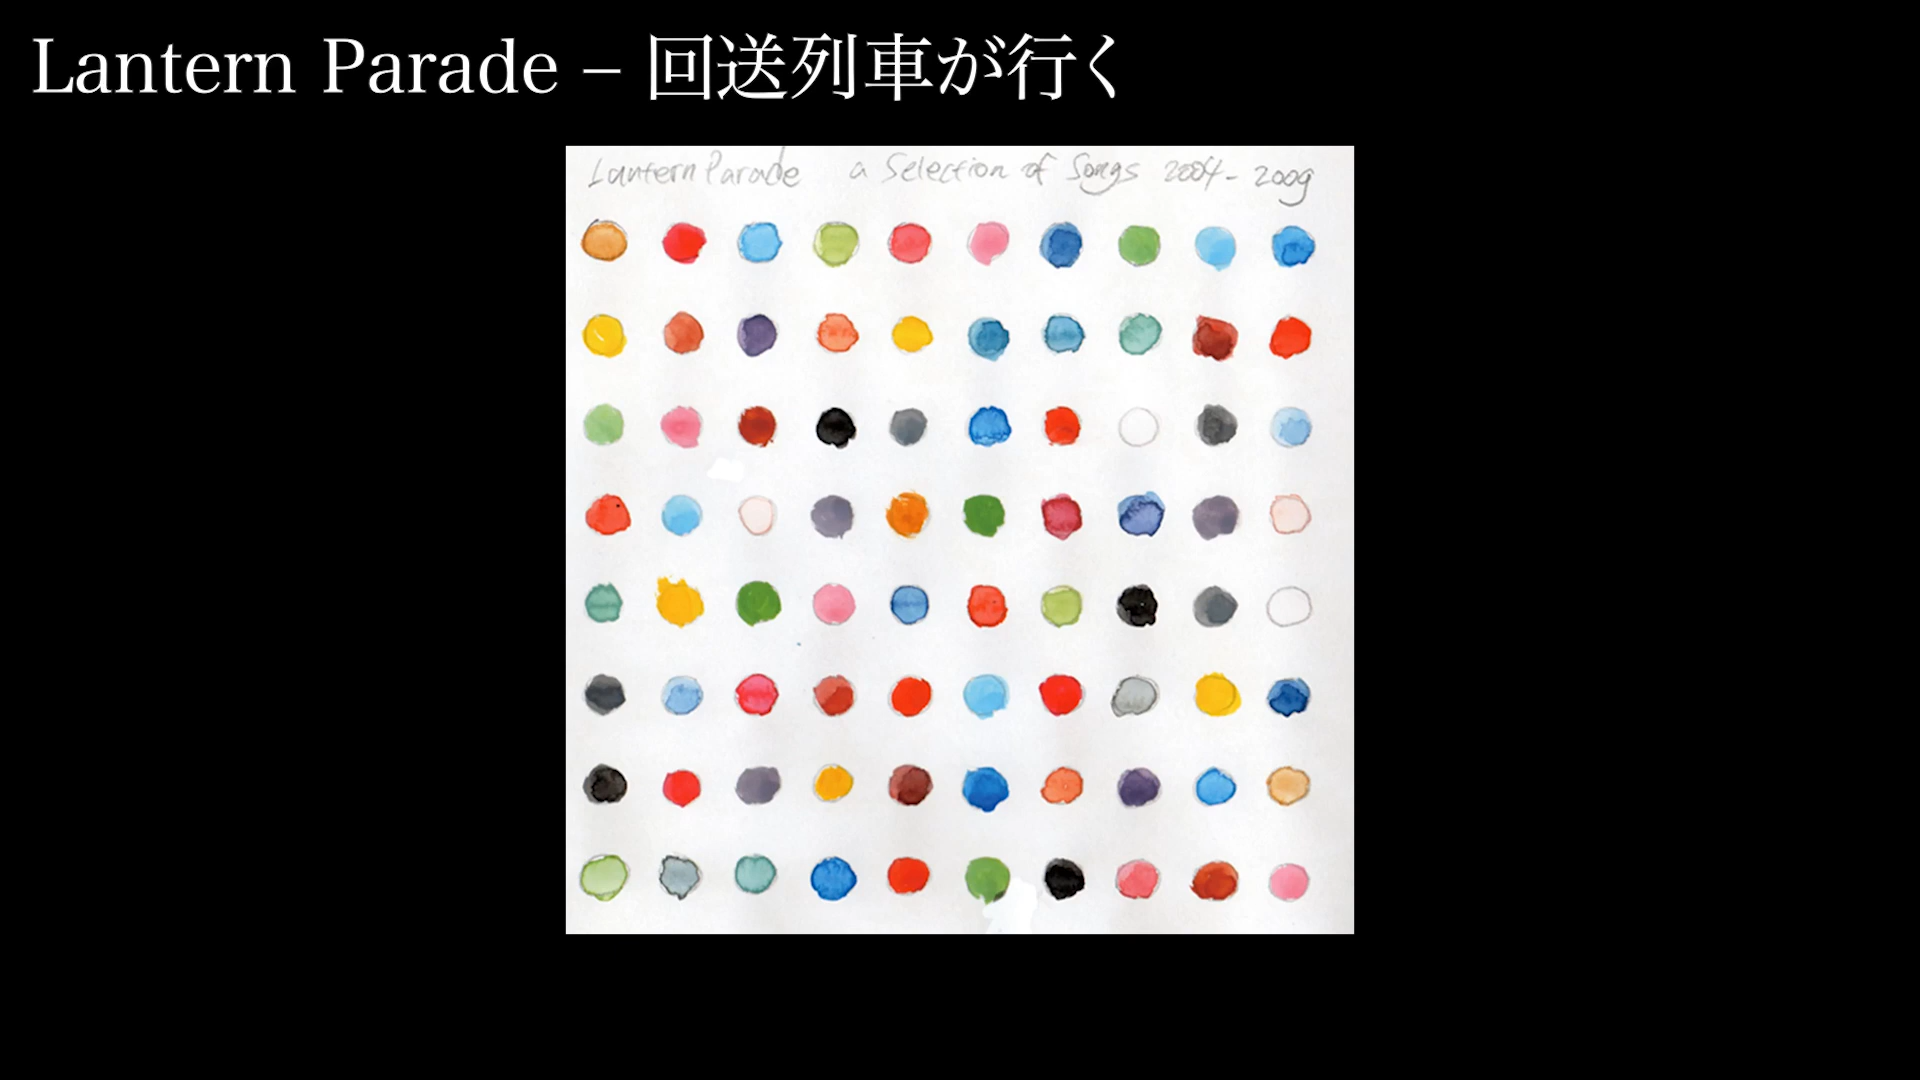 Lantern Parade – 回送列車が行く
Lantern Parade a Selection of Songs 2004-2009